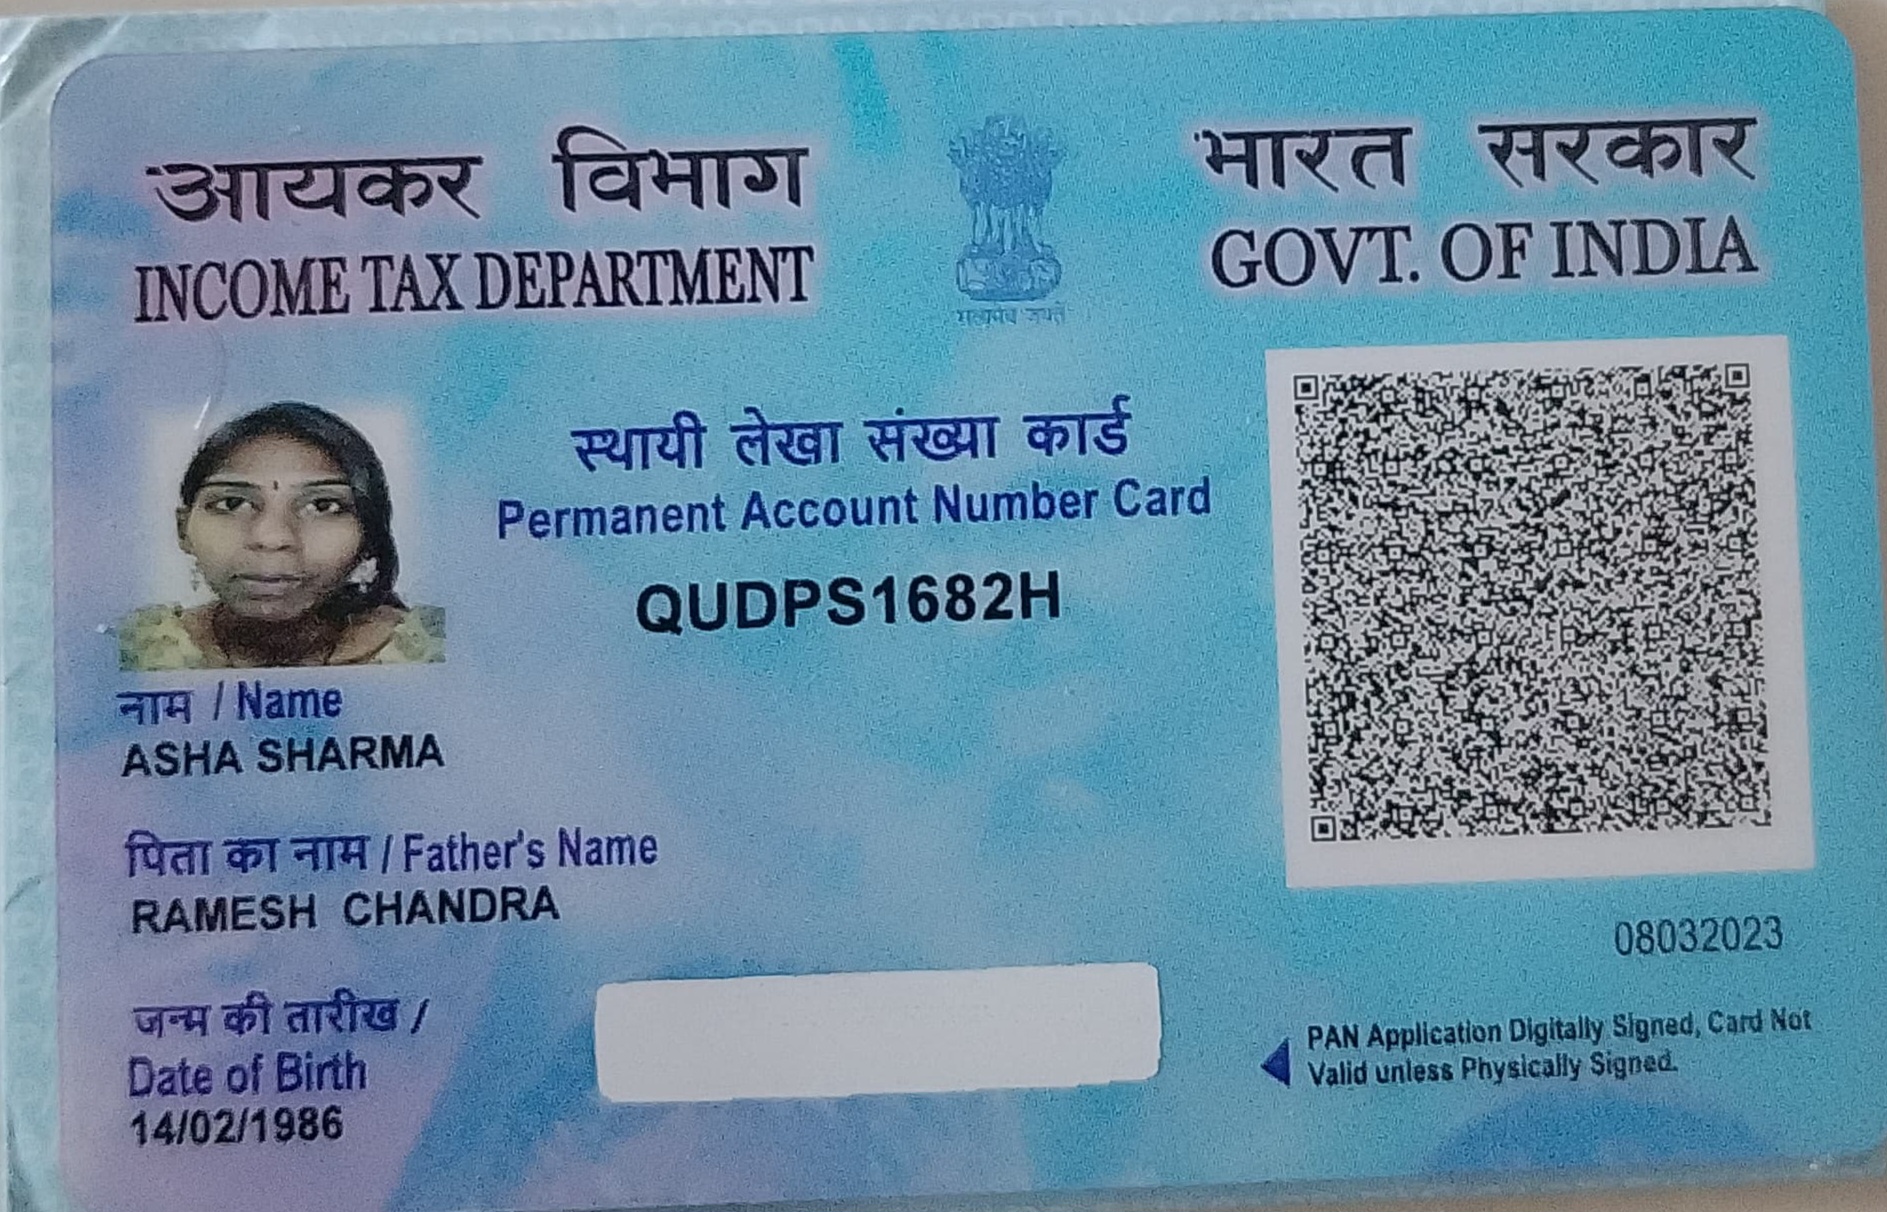 आयकर विभाग
INCOME TAX DEPARTMENT
भारत सरकार
GOVT. OF INDIA
सत्यमेव जयते
स्थायी लेखा संख्या कार्ड
Permanent Account Number Card
QUDPS1682H
नाम / Name
ASHA SHARMA
पिता का नाम / Father's Name
RAMESH CHANDRA
जन्म की तारीख /
Date of Birth
14/02/1986
08032023
PAN Application Digitally Signed, Card Not
Valid unless Physically Signed.